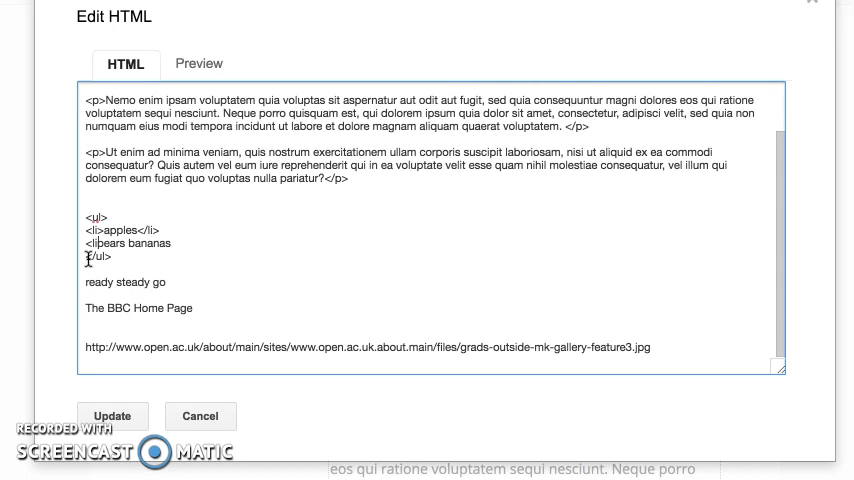 Edit HTML
HTML Preview
<p>Nemo enim ipsam voluptatem quia voluptas sit aspernatur aut odit aut fugit, sed quia consequuntur magni dolores eos qui ratione
voluptatem sequi nesciunt. Neque porro quisquam est, qui dolorem ipsum quia dolor sit amet, consectetur, adipisci velit, sed quia non
numquam eius modi tempora incidunt ut labore et dolore magnam aliquam quaerat voluptatem. </p>
<p>Ut enim ad minima veniam, quis nostrum exercitationem ullam corporis suscipit laboriosam, nisi ut aliquid ex ea commodi
consequatur? Quis autem vel eum iure reprehenderit qui in ea voluptate velit esse quam nihil molestiae consequatur, vel illum qui
dolorem eum fugiat quo voluptas nulla pariatur?</p>
<ul>
<li>apples</li>
<lipears bananas
</ul>
ready steady go
The BBC Home Page
http://www.open.ac.uk/about/main/sites/www.open.ac.uk.about.main/files/grads-outside-mk-gallery-feature3.jpg
Update Cancel
RECORDED WITH
SCREENCAST MATIC
eos qui ratione voluptatem sequi nesciunt. Neque porro